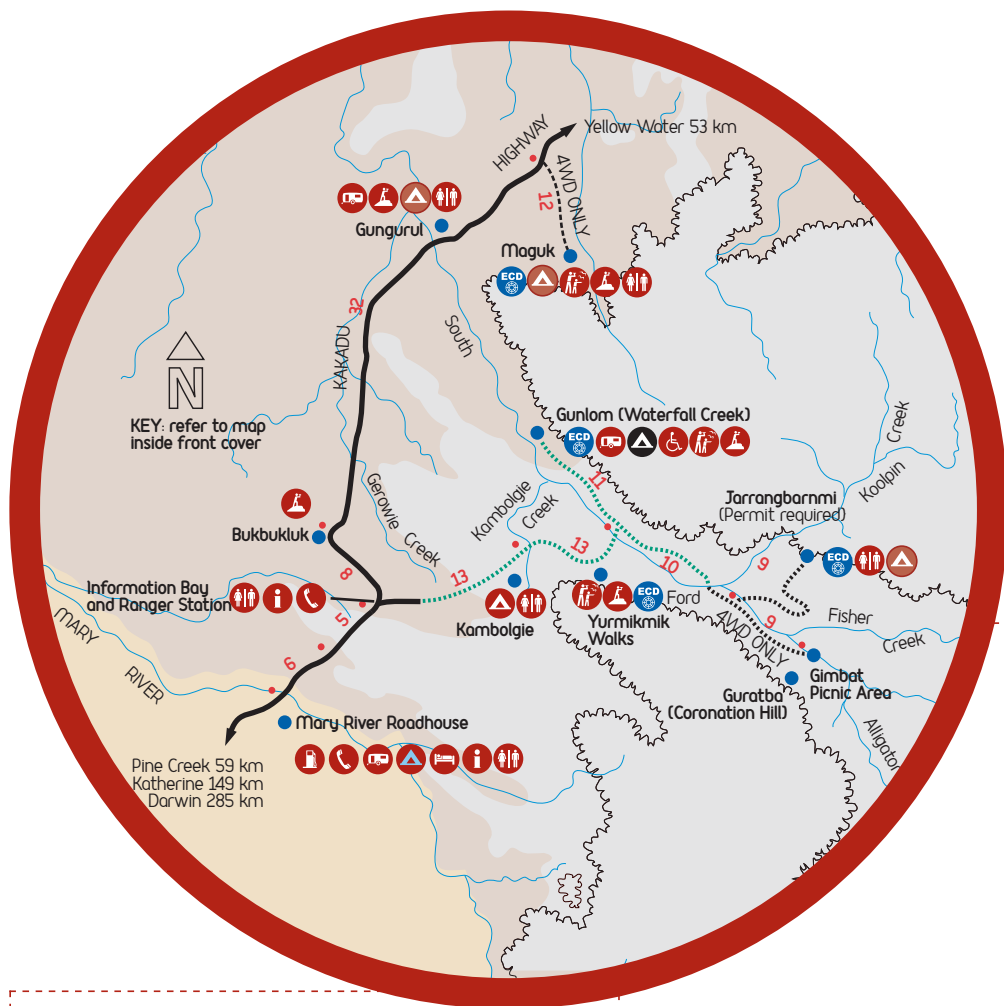 Yellow Water 53 km
HIGHWAY
4WD ONLY
12
Gungurul
Maguk
ECD
32
KAKADU
South
N
KEY: refer to map
inside front cover
Gunlom (Waterfall Creek)
ECD
11
Creek
Koolpin
Jarrangbarnmi
(Permit required)
ECD
Gerowie
Creek
Kambolgie
Creek
Bukbukluk
8
13
13
10
9
Information Bay
and Ranger Station
i
5
Kambolgie
Yurmikmik
Walks
ECD
Ford
Fisher
Creek
9
4WD ONLY
Gimbat
Picnic Area
Guratba
(Coronation Hill)
Alligator
MARY
RIVER
6
Mary River Roadhouse
i
Pine Creek 59 km
Katherine 149 km
Darwin 285 km